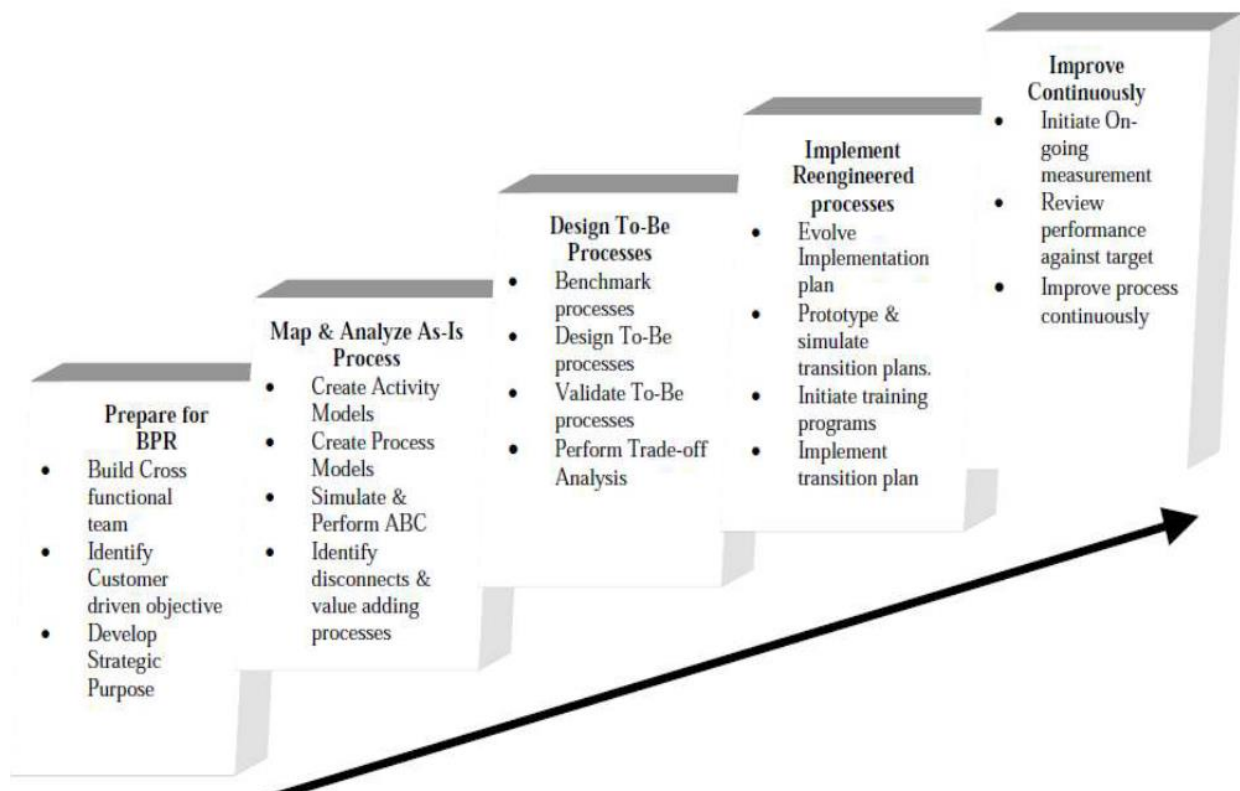 Prepare for
BPR
• Build Cross
functional
team
• Identify
Customer
driven objective
• Develop
Strategic
Purpose
Map & Analyze As-Is
Process
• Create Activity
Models
• Create Process
Models
• Simulate &
Perform ABC
• Identify
disconnects &
value adding
processes
Design To-Be
Processes
• Benchmark
processes
• Design To-Be
processes
• Validate To-Be
processes
• Perform Trade-off
Analysis
Implement
Reengineered
processes
• Evolve
Implementation
plan
• Prototype &
simulate
transition plans.
• Initiate training
programs
• Implement
transition plan
Improve
Continuously
• Initiate On-
going
measurement
• Review
performance
against target
• Improve process
continuously